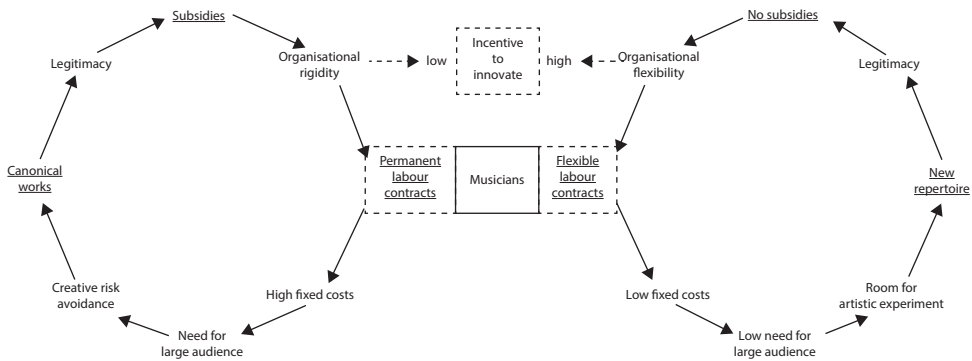 Subsidies
No subsidies
Legitimacy
Organisational
rigidity
low
Incentive
to
innovate
high
Organisational
flexibility
Legitimacy
Canonical
works
Permanent
labour
contracts
Musicians
Flexible
labour
contracts
New
repertoire
Creative risk
avoidance
High fixed costs
Low fixed costs
Room for
artistic experiment
Need for
large audience
Low need for
large audience